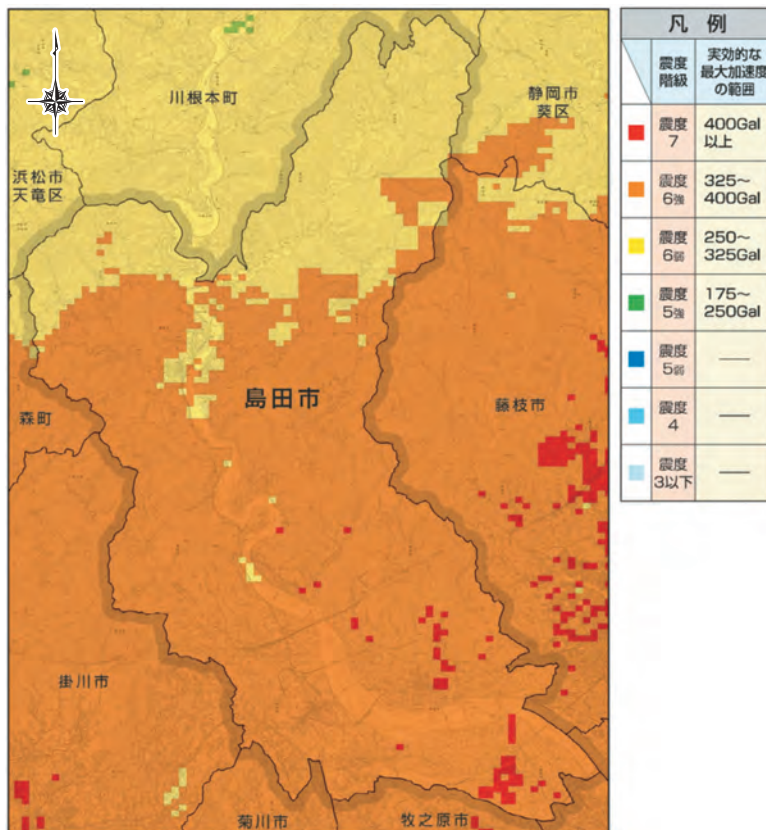 川根本町
静岡市
葵区
浜松市
天竜区
島田市
藤枝市
森町
掛川市
菊川市
牧之原市
凡 例
震度
階級
実効的な
最大加速度
の範囲
震度
7
400Gal
以上
震度
6強
325～
400Gal
震度
6弱
250～
325Gal
震度
5強
175～
250Gal
震度
5弱
──
震度
4
──
震度
3以下
──